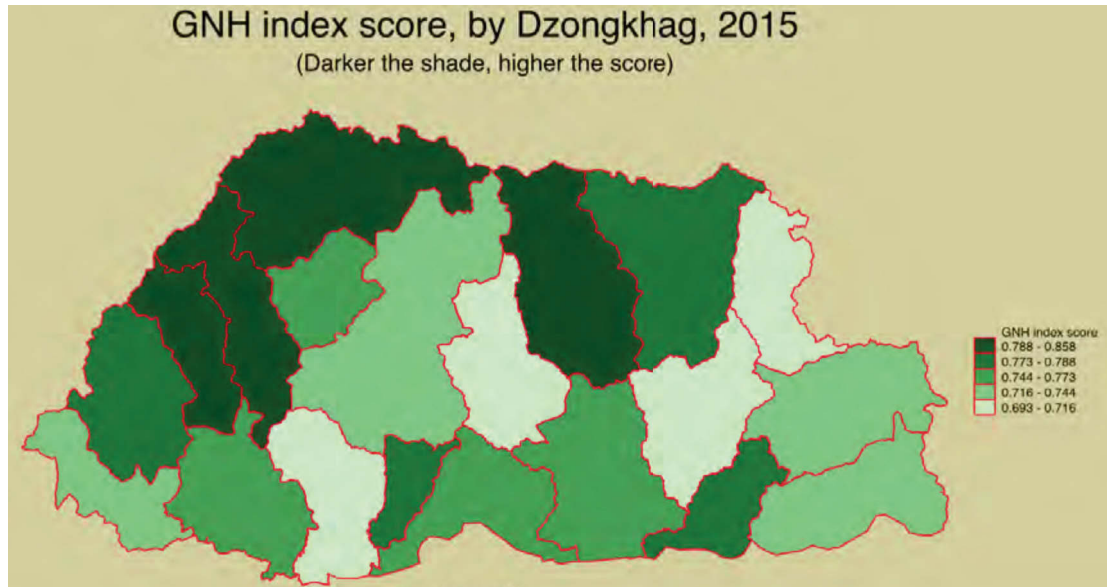 GNH index score, by Dzongkhag, 2015
(Darker the shade, higher the score)
GNH index score
0.788 - 0.858
0.773 - 0.788
0.744 - 0.773
0.716 - 0.744
0.693 - 0.716